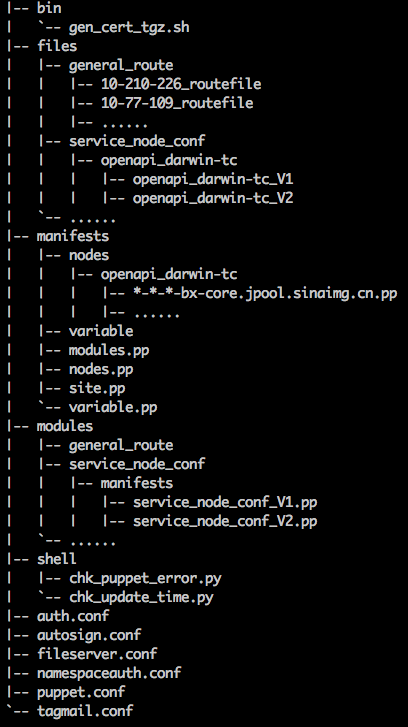 |-- bin
|   `-- gen_cert_tgz.sh
|-- files
|   |-- general_route
|   |   |-- 10-210-226_routefile
|   |   |-- 10-77-109_routefile
|   |   |-- ......
|   |-- service_node_conf
|   |   |-- openapi_darwin-tc
|   |   |   |-- openapi_darwin-tc_V1
|   |   |   |-- openapi_darwin-tc_V2
|   `-- ......
|-- manifests
|   |-- nodes
|   |   |-- openapi_darwin-tc
|   |   |   |-- *-*-*-bx-core.jpool.sinaimg.cn.pp
|   |   |   |-- ......
|   |-- variable
|   |-- modules.pp
|   |-- nodes.pp
|   |-- site.pp
|   `-- variable.pp
|-- modules
|   |-- general_route
|   |-- service_node_conf
|   |   |-- manifests
|   |   |   |-- service_node_conf_V1.pp
|   |   |   |-- service_node_conf_V2.pp
|   `-- ......
|-- shell
|   |-- chk_puppet_error.py
|   `-- chk_update_time.py
|-- auth.conf
|-- autosign.conf
|-- fileserver.conf
|-- namespaceauth.conf
|-- puppet.conf
`-- tagmail.conf